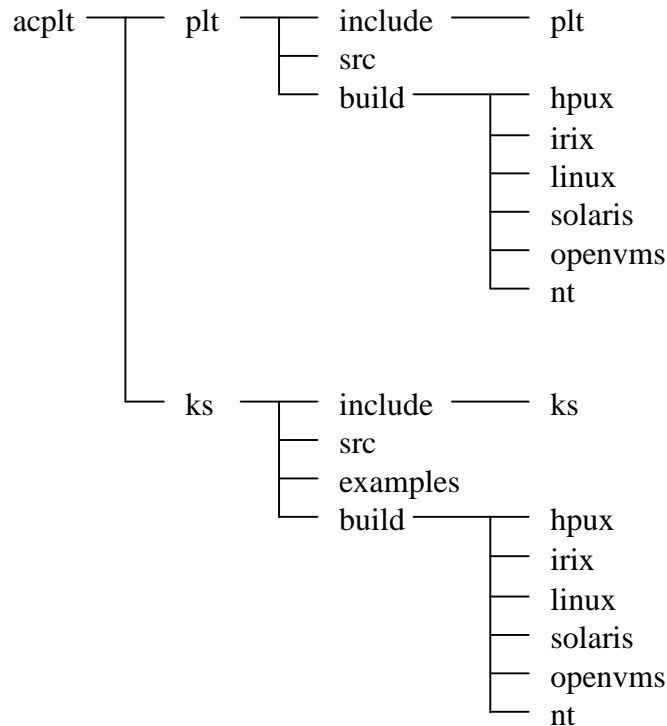 acplt plt include plt
src
build hpux
irix
linux
solaris
openvms
nt
ks include ks
src
examples
build hpux
irix
linux
solaris
openvms
nt